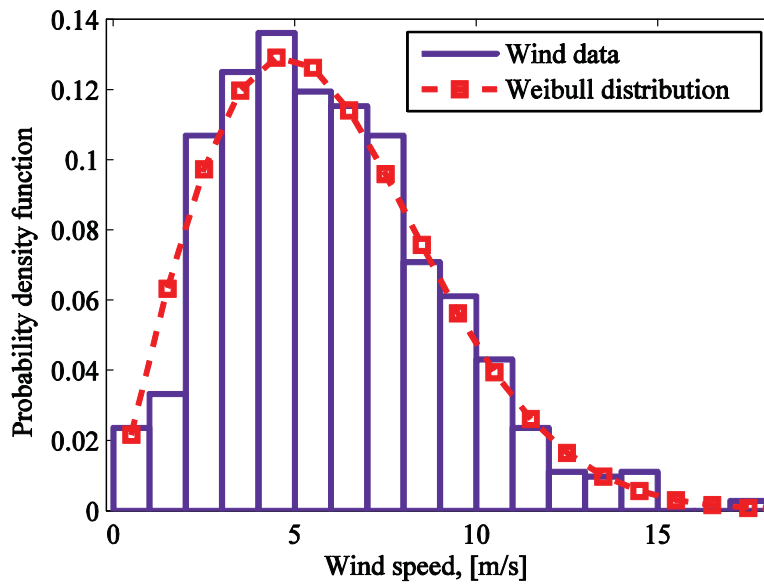 0.14
0.12
0.1
0.08
0.06
0.04
0.02
0
Probability density function
Wind data
Weibull distribution
0 5 10 15
Wind speed, [m/s]